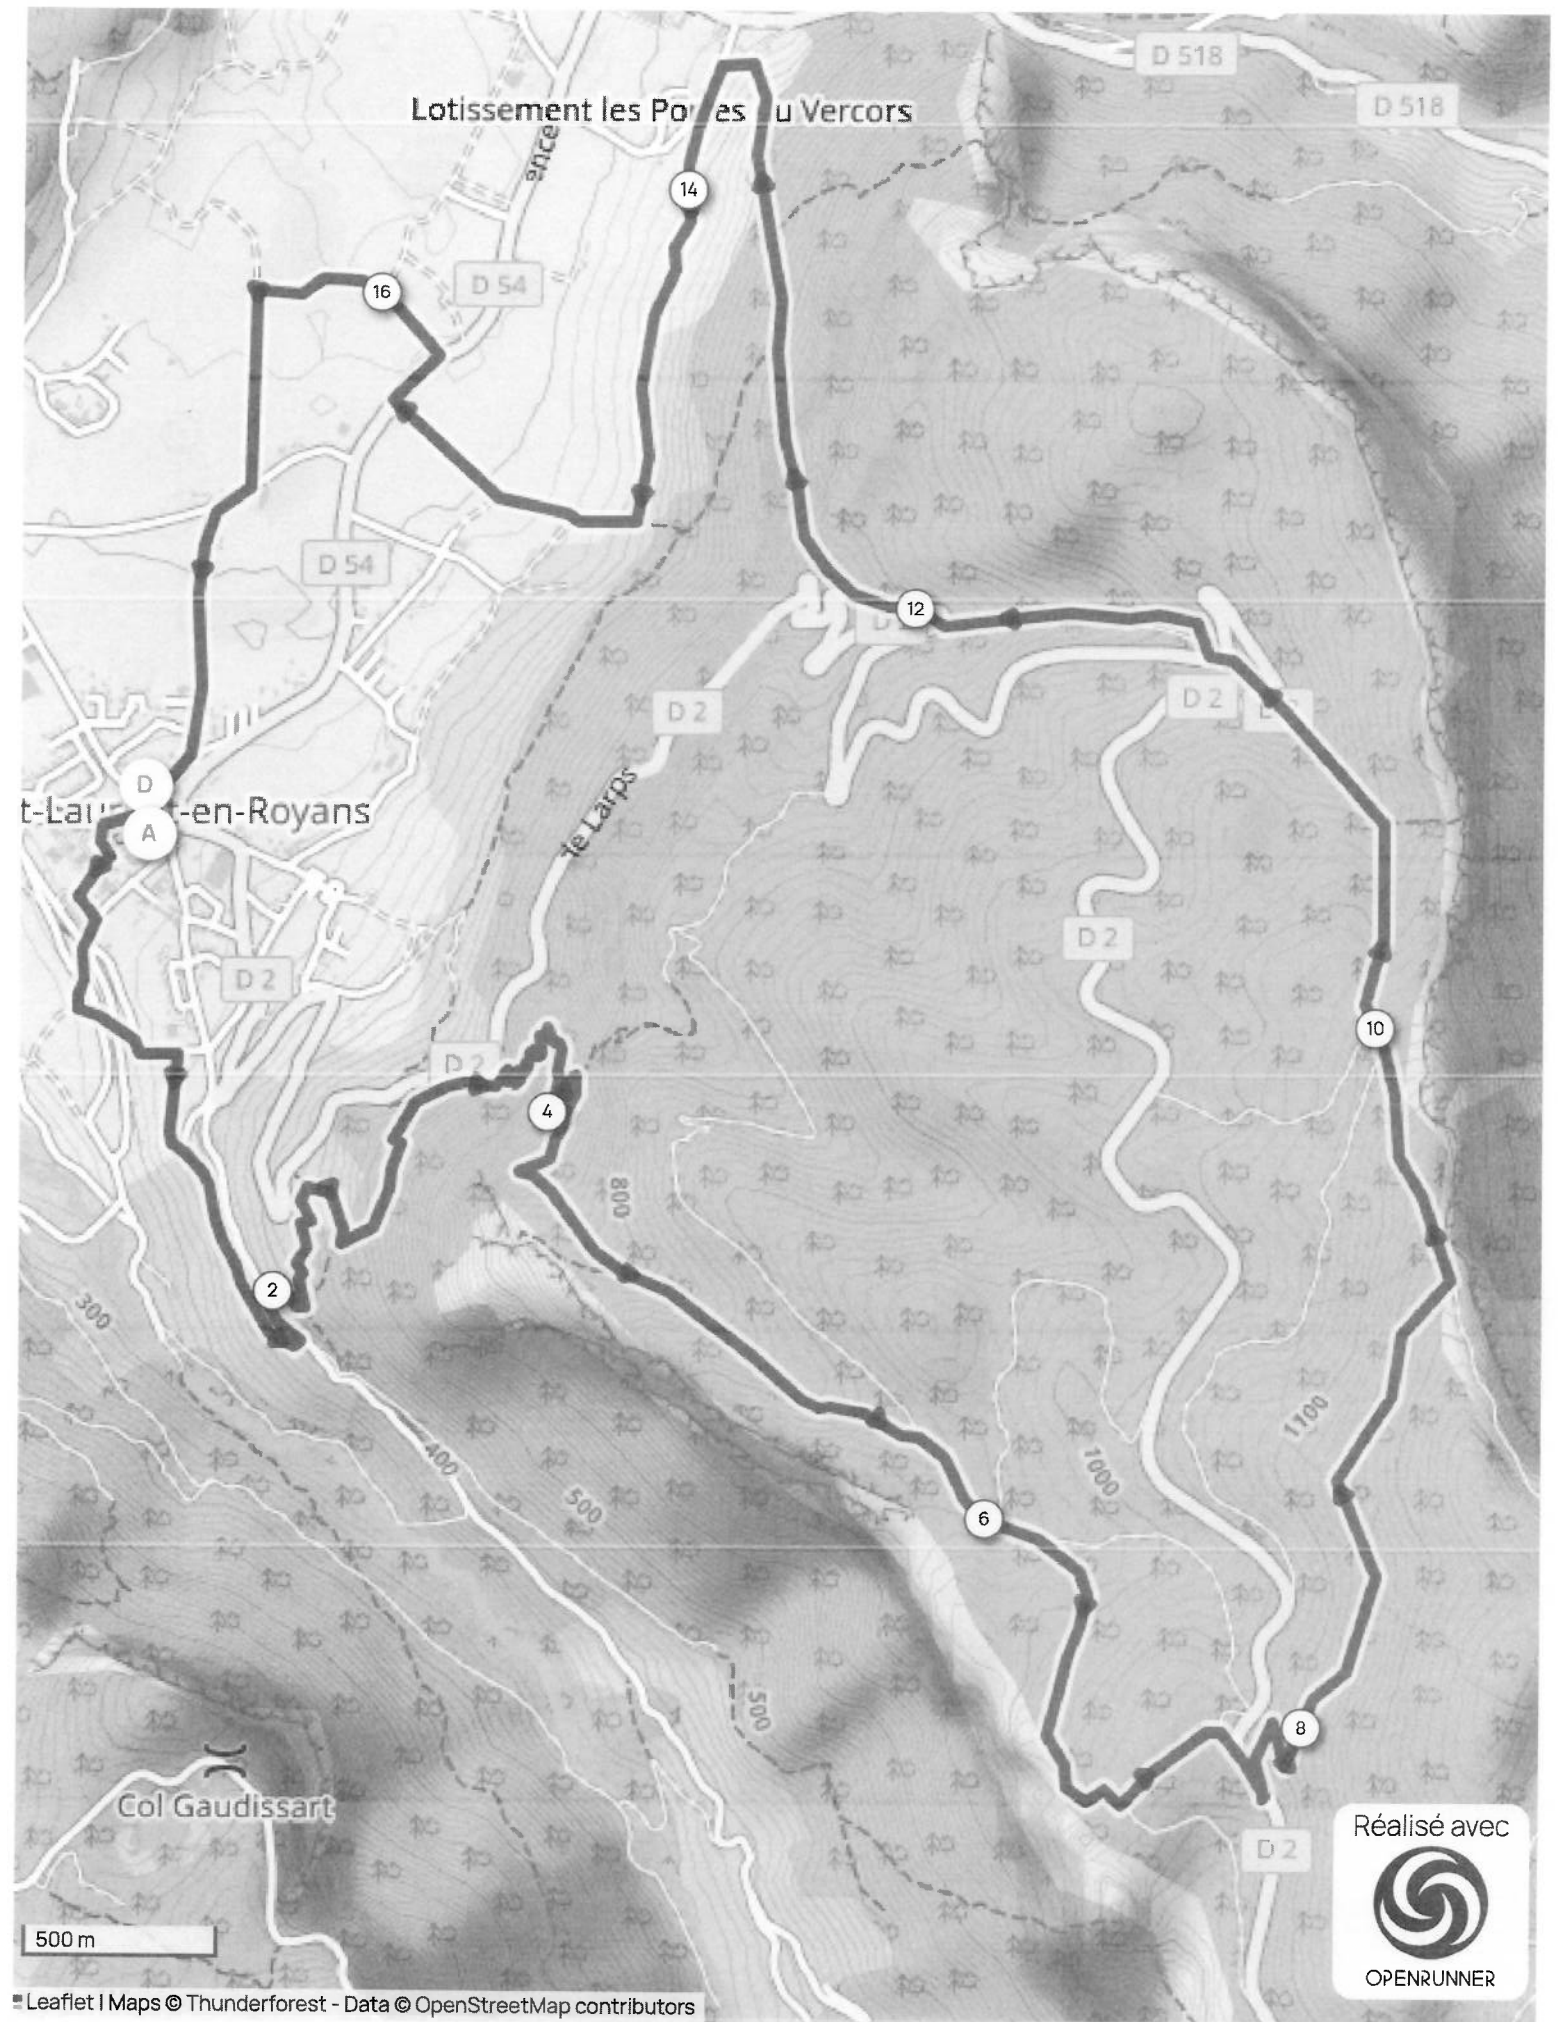 D 518
D 518
Lotissement les Po es u Vercors
ence
14
16
D 54
D 54
12
D 2
D 2
D
t-Lau t-en-Royans
A
le Larps
D 2
D 2
10
D 2
4
800
2
300
1100
400
1000
500
6
500
8
Col Gaudissart
D 2
Réalisé avec
OPENRUNNER
500 m
Leaflet | Maps © Thunderforest - Data © OpenStreetMap contributors